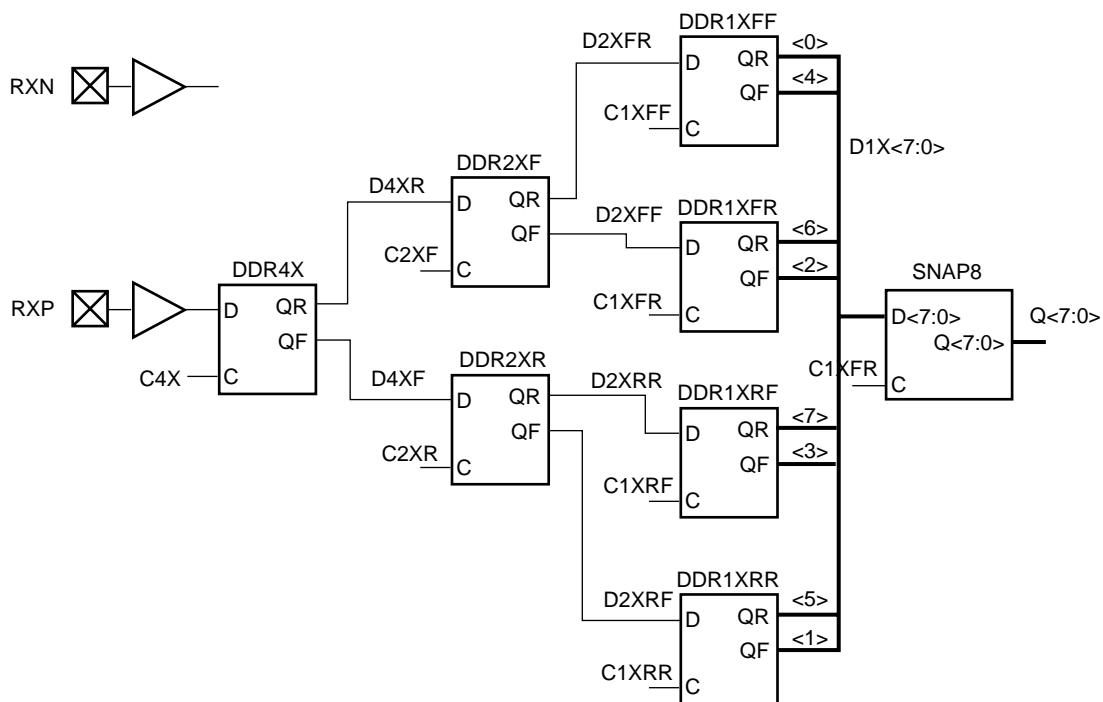 DDR1XFF
D2XFR
D
QR
<0>
QF
<4>
C1XFF
C
RXN
D1X<7:0>
DDR2XF
D4XR
D
QR
QF
C2XF
C
D2XFF
DDR1XFR
D
QR
<6>
QF
<2>
C1XFR
C
DDR4X
RXP
D
QR
QF
C4X
C
SNAP8
D<7:0>
Q<7:0>
Q<7:0>
C1XFR
C
D4XF
DDR2XR
D
QR
QF
C2XR
C
D2XRR
DDR1XRF
D
QR
<7>
QF
<3>
C1XRF
C
D2XRF
DDR1XRR
D
QR
<5>
QF
<1>
C1XRR
C